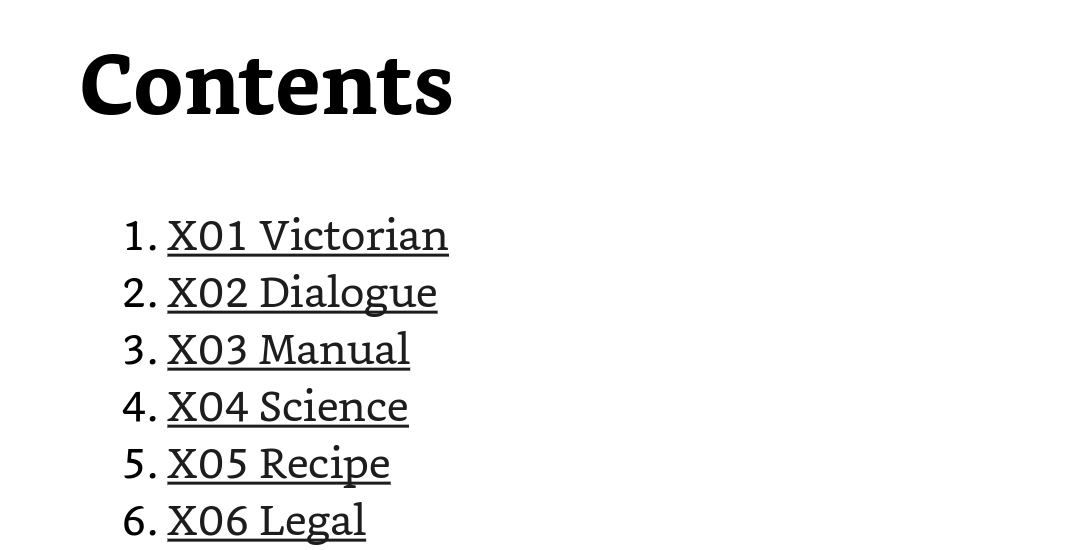 Contents
1. X01 Victorian
2. X02 Dialogue
3. X03 Manual
4. X04 Science
5. X05 Recipe
6. X06 Legal